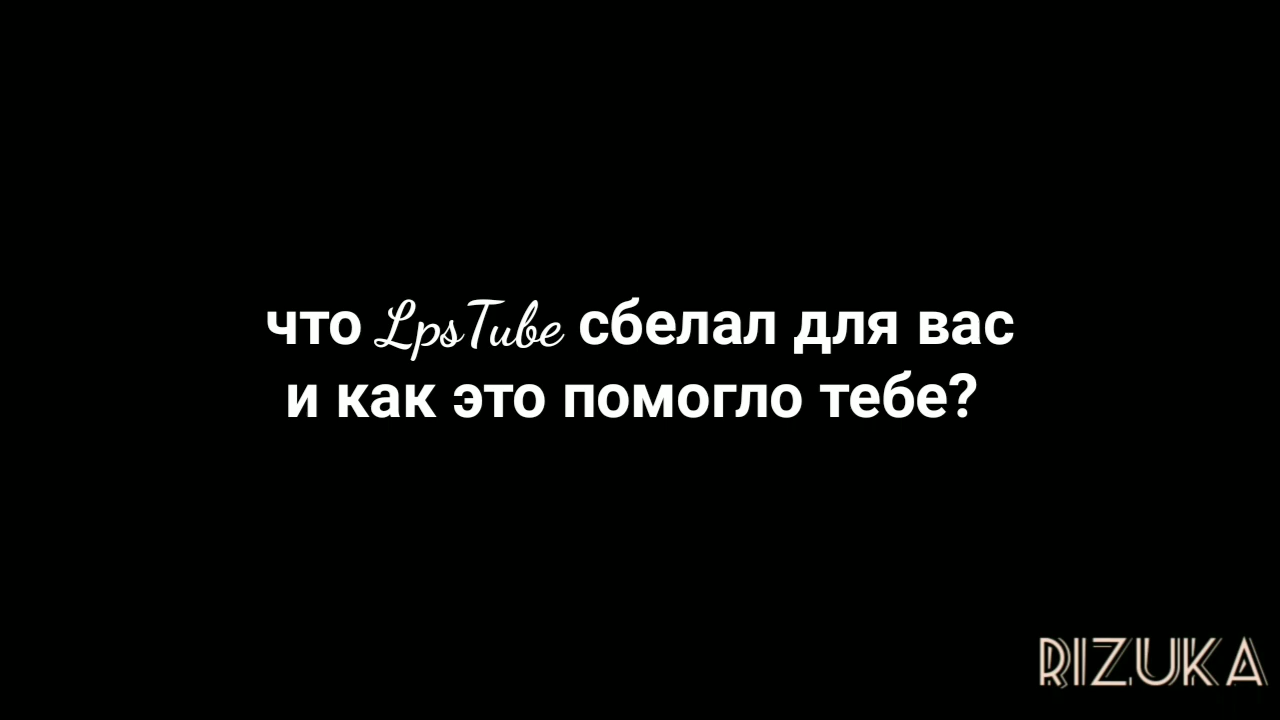 что LpsTube сбелал для вас
и как это помогло тебе?
RIZUKA